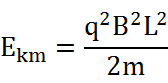 E_km = q²B²L² / 2m